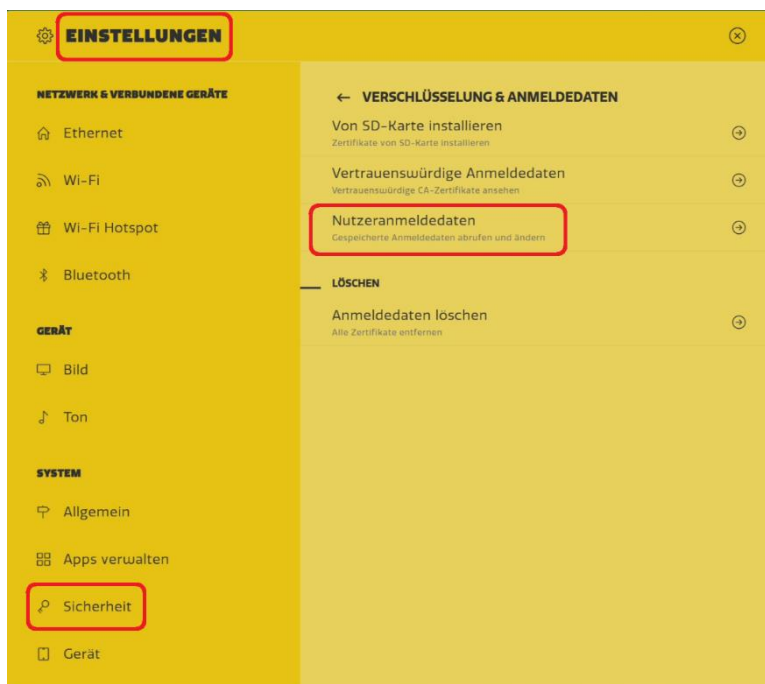 EINSTELLUNGEN
NETZWERK & VERBUNDENE GERÄTE
Ethernet
Wi-Fi
Wi-Fi Hotspot
Bluetooth
GERÄT
Bild
Ton
SYSTEM
Allgemein
Apps verwalten
Sicherheit
Gerät
VERSCHLÜSSELUNG & ANMELDEDATEN
Von SD-Karte installieren
Zertifikate von SD-Karte installieren
Vertrauenswürdige Anmeldedaten
Vertrauenswürdige CA-Zertifikate ansehen
Nutzeranmeldedaten
Gespeicherte Anmeldedaten abrufen und ändern
LÖSCHEN
Anmeldedaten löschen
Alle Zertifikate entfernen